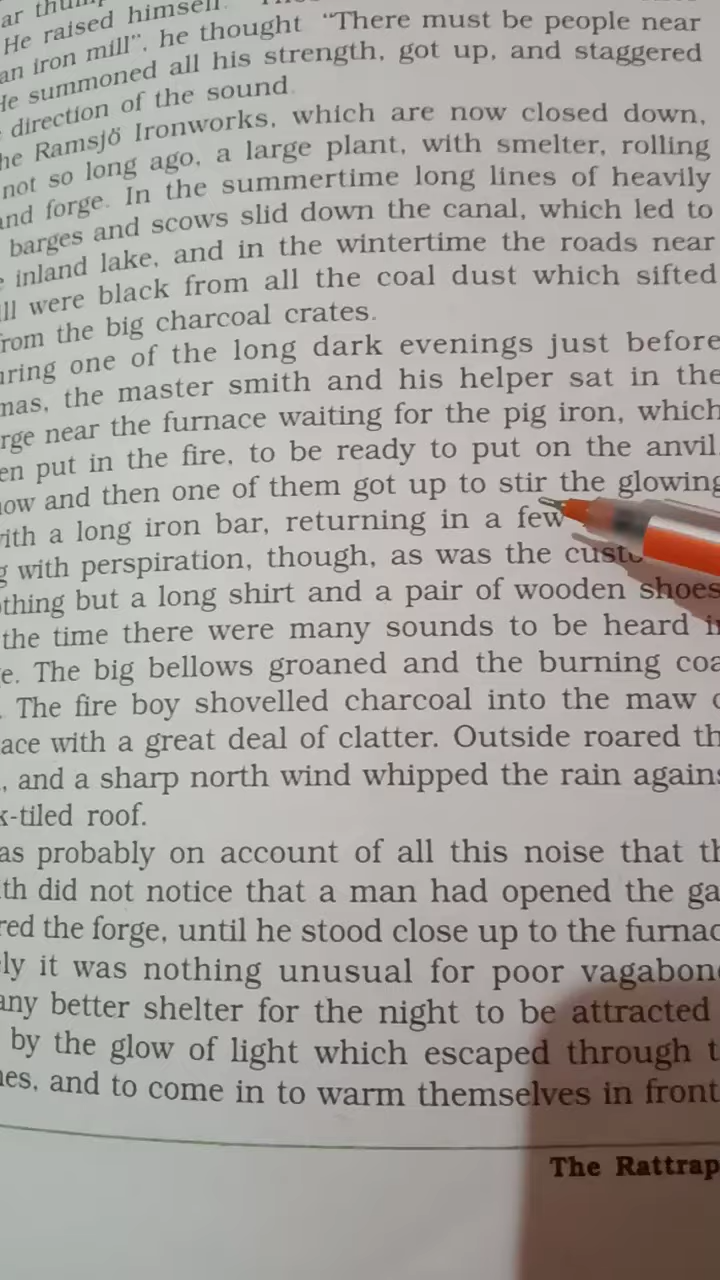 He raised himself.
an iron mill", he thought "There must be people near
He summoned all his strength, got up, and staggered
direction of the sound.
he Ramsjö Ironworks, which are now closed down,
not so long ago, a large plant, with smelter, rolling
and forge. In the summertime long lines of heavily
barges and scows slid down the canal, which led to
inland lake, and in the wintertime the roads near
ll were black from all the coal dust which sifted
rom the big charcoal crates.
uring one of the long dark evenings just before
mas, the master smith and his helper sat in the
rge near the furnace waiting for the pig iron, which
en put in the fire, to be ready to put on the anvil.
now and then one of them got up to stir the glowing
with a long iron bar, returning in a few
g with perspiration, though, as was the custo
thing but a long shirt and a pair of wooden shoes
the time there were many sounds to be heard i
e. The big bellows groaned and the burning coa
. The fire boy shovelled charcoal into the maw o
ace with a great deal of clatter. Outside roared th
, and a sharp north wind whipped the rain agains
k-tiled roof.
as probably on account of all this noise that th
ith did not notice that a man had opened the ga
red the forge, until he stood close up to the furnac
ly it was nothing unusual for poor vagabond
any better shelter for the night to be attracted
by the glow of light which escaped through t
nes, and to come in to warm themselves in front
The Rattrap